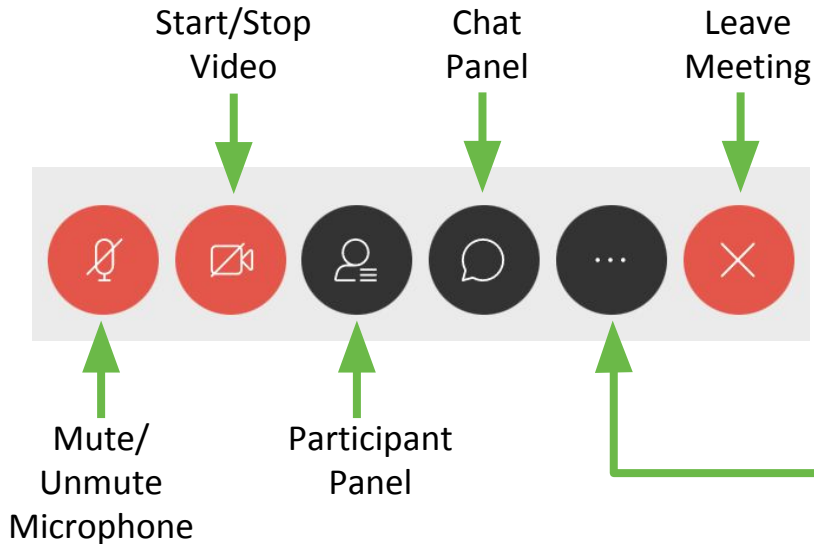 Start/Stop
Video
Chat
Panel
Leave
Meeting
Mute/
Unmute
Microphone
Participant
Panel